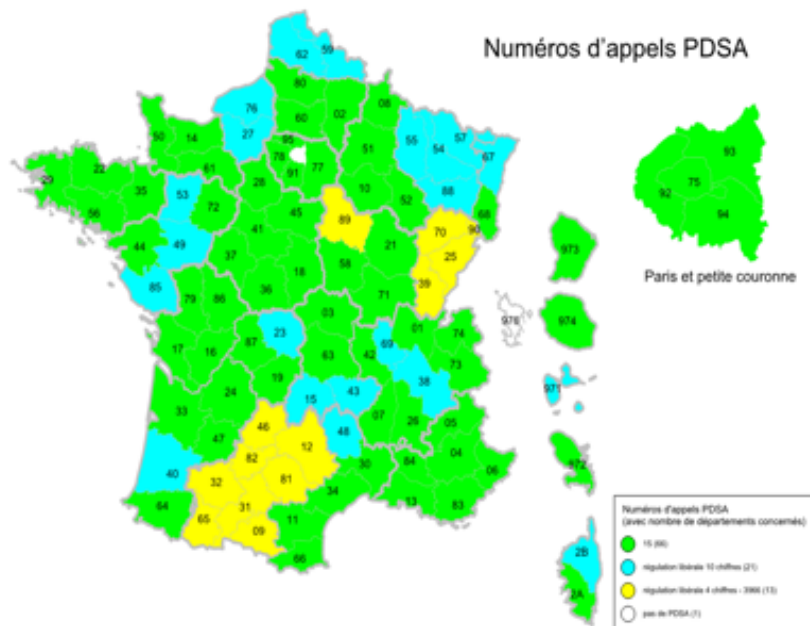 Numéros d'appels PDSA
62 59
80
76 02 08
60
27
50 14 95 51 55 54 57 67
78 77
61 91
22 88
29 28 10
35 53 52 68
56 72 45
89 70 90
41 21
44 49 25
37 58
18 39
85 36 71
79 86
03
23 01 74
17 16 87 63 42 69
73
19 38
24 15 43
33
07 26 05
46 48
47 12
40 82 30 84 04
06
32 81 34
64 31 13 83
65 11
09
66
93
75
92
94
Paris et petite couronne
973
976
974
971
972
2B
2A
Numéros d'appels PDSA
(avec nombre de départements concernés)
15 (66)
régulation libérale 10 chiffres (21)
régulation libérale 4 chiffres - 3966 (13)
pas de PDSA (1)